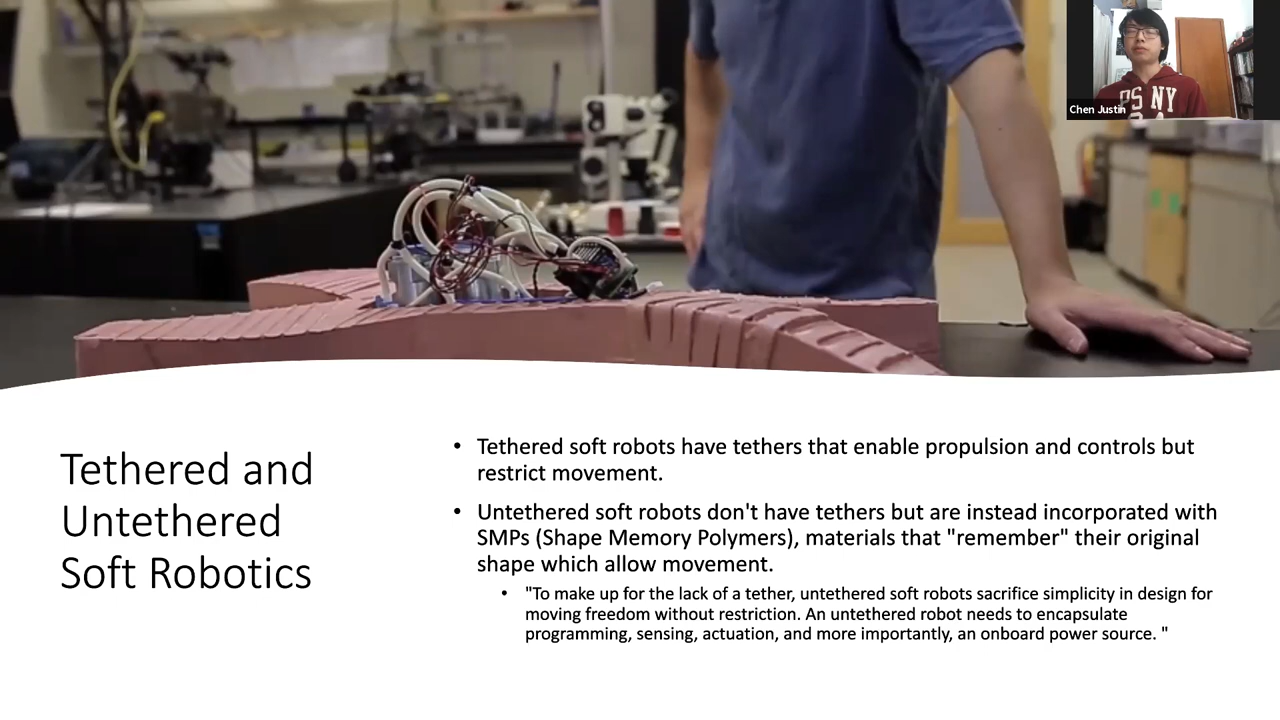 Chen Justin
PS NY
Tethered and
Untethered
Soft Robotics
• Tethered soft robots have tethers that enable propulsion and controls but
restrict movement.
• Untethered soft robots don't have tethers but are instead incorporated with
SMPs (Shape Memory Polymers), materials that "remember" their original
shape which allow movement.
• "To make up for the lack of a tether, untethered soft robots sacrifice simplicity in design for
moving freedom without restriction. An untethered robot needs to encapsulate
programming, sensing, actuation, and more importantly, an onboard power source. "